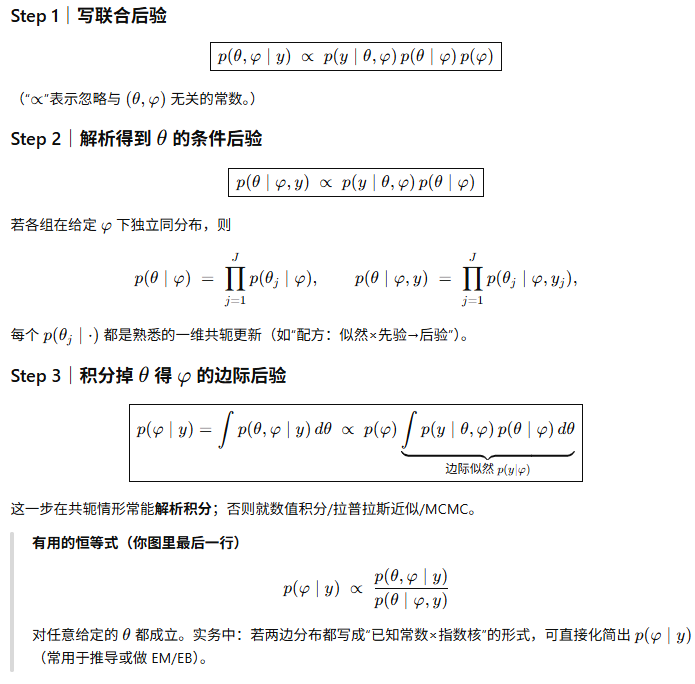 Step 1｜写联合后验
p(θ, φ | y) ∝ p(y | θ, φ) p(θ | φ) p(φ)
（“∝”表示忽略与 (θ, φ) 无关的常数。）
Step 2｜解析得到 θ 的条件后验
p(θ | φ, y) ∝ p(y | θ, φ) p(θ | φ)
若各组在给定 φ 下独立同分布，则
p(θ | φ) = ∏_{j=1}^{J} p(θ_j | φ), p(θ | φ, y) = ∏_{j=1}^{J} p(θ_j | φ, y_j),
每个 p(θ_j | ·) 都是熟悉的一维共轭更新（如“配方：似然×先验→后验”）。
Step 3｜积分掉 θ 得 φ 的边际后验
p(φ | y) = ∫ p(θ, φ | y) dθ ∝ p(φ) ∫ p(y | θ, φ) p(θ | φ) dθ
边际似然 p(y|φ)
这一步在共轭情形常能解析积分；否则就数值积分/拉普拉斯近似/MCMC。
有用的恒等式（你图里最后一行）
p(φ | y) ∝ p(θ, φ | y) / p(θ | φ, y)
对任意给定的 θ 都成立。实务中：若两边分布都写成“已知常数×指数核”的形式，可直接化简出 p(φ | y)
（常用于推导或做 EM/EB）。